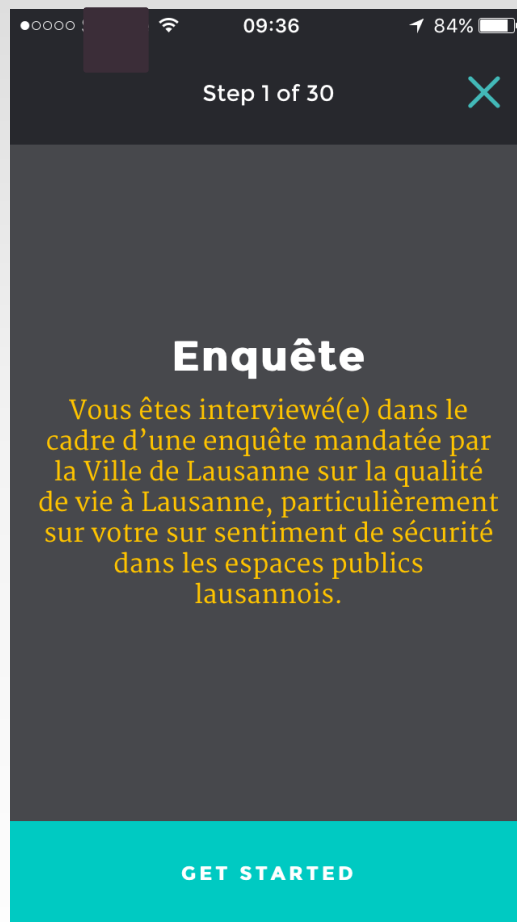 09:36
84%
Step 1 of 30
Enquête
Vous êtes interviewé(e) dans le
cadre d’une enquête mandatée par
la Ville de Lausanne sur la qualité
de vie à Lausanne, particulièrement
sur votre sur sentiment de sécurité
dans les espaces publics
lausannois.
GET STARTED